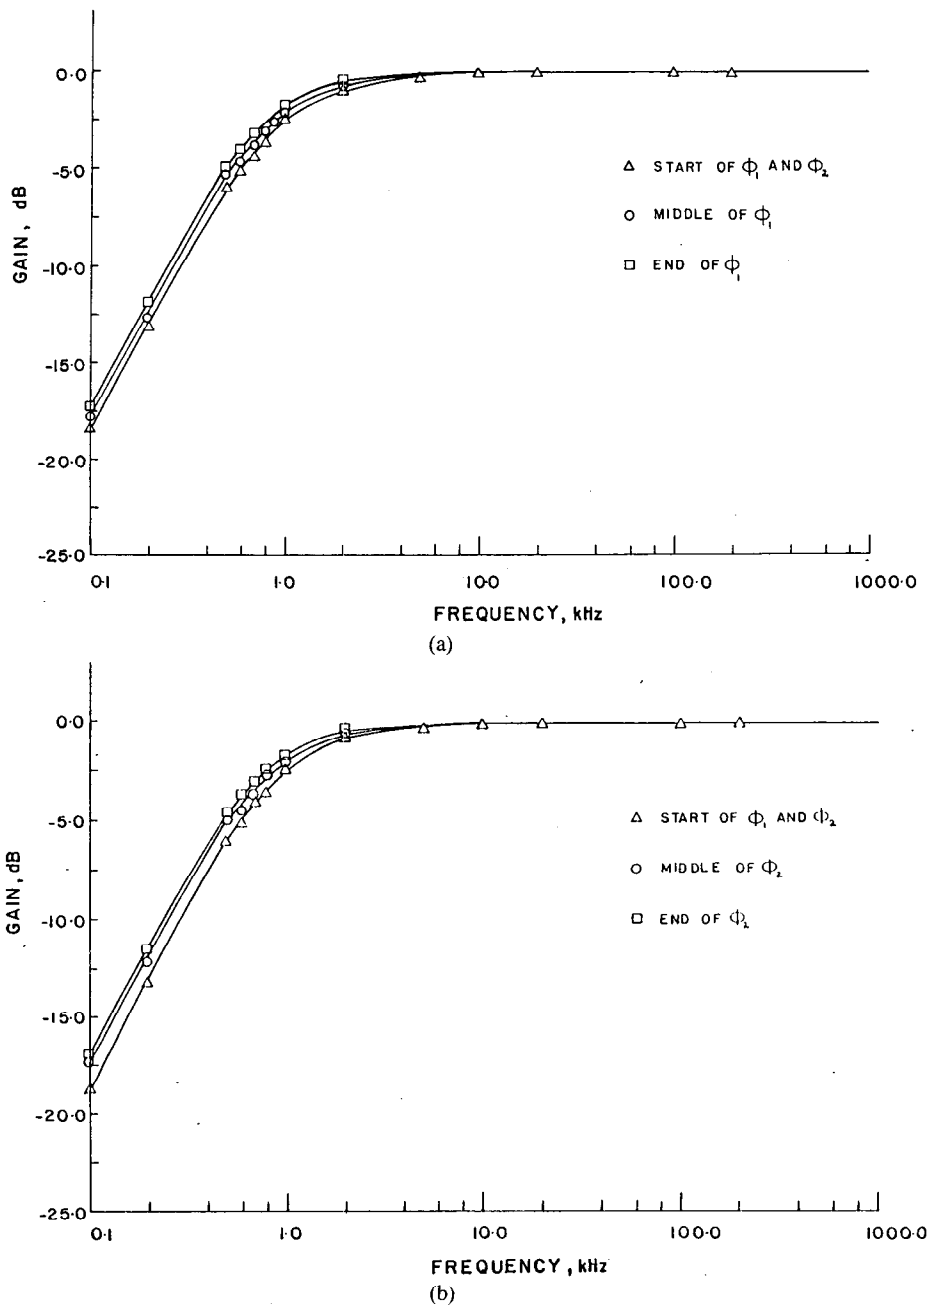 0·0
-5·0
-10·0
-15·0
-20·0
-25·0
GAIN, dB
△ START OF ϕ₁ AND ϕ₂
○ MIDDLE OF ϕ₁
□ END OF ϕ₁
0·1 1·0 10·0 100·0 1000·0
FREQUENCY, kHz
(a)
0·0
-5·0
-10·0
-15·0
-20·0
-25·0
GAIN, dB
△ START OF ϕ₁ AND ϕ₂
○ MIDDLE OF ϕ₂
□ END OF ϕ₂
0·1 1·0 10·0 100·0 1000·0
FREQUENCY, kHz
(b)